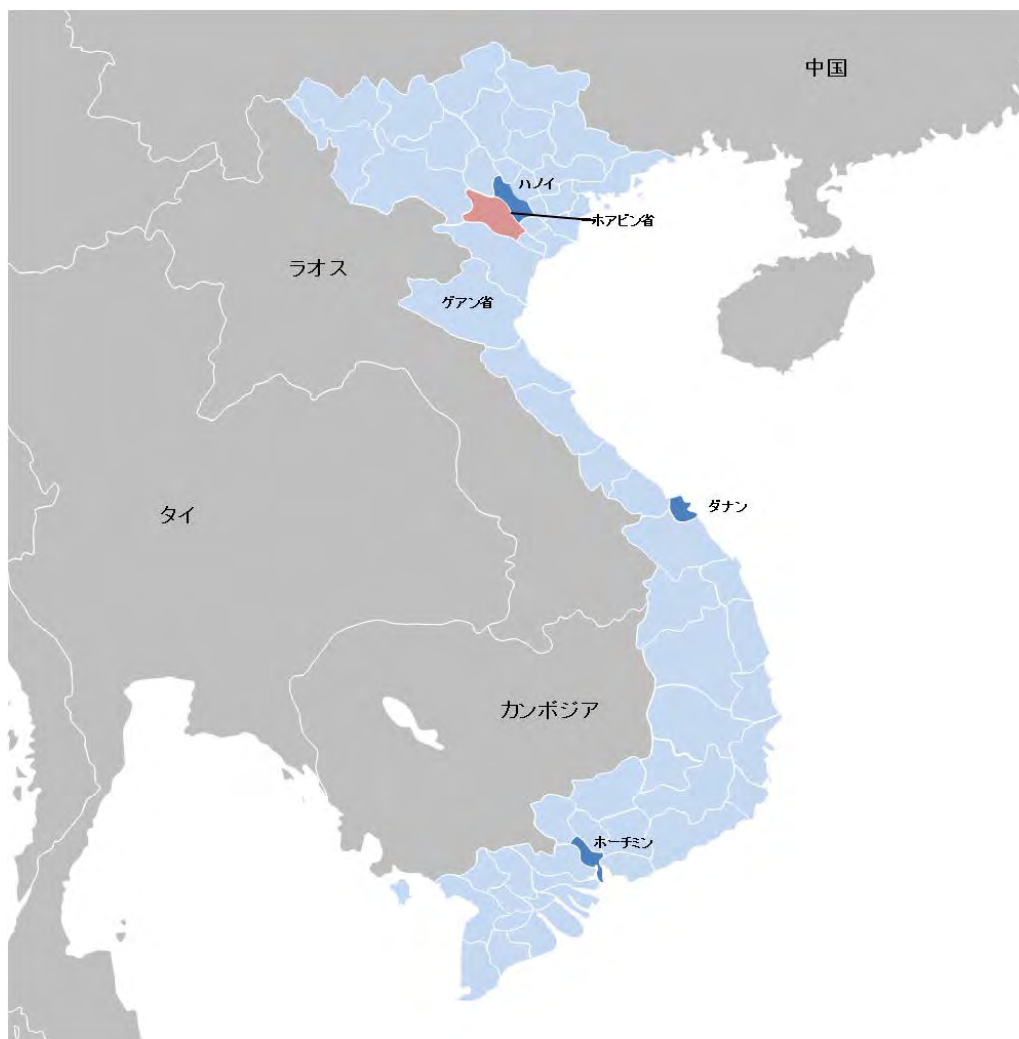 中国
ハノイ
ホアビン省
ラオス
ゲアン省
タイ
ダナン
カンボジア
ホーチミン